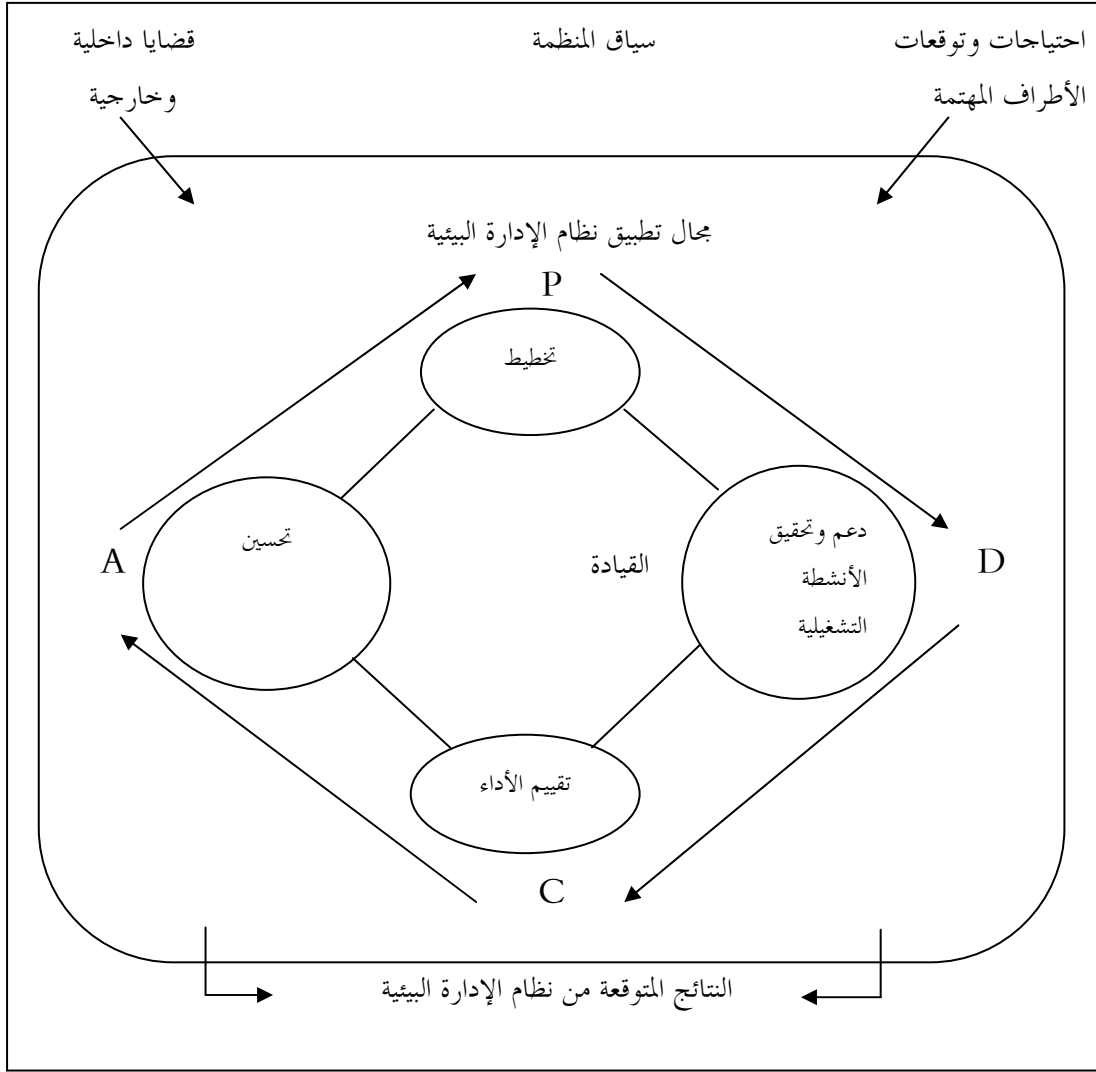 احتياجات وتوقعات
الأطراف المهتمة
سياق المنظمة
قضايا داخلية
وخارجية
مجال تطبيق نظام الإدارة البيئية
P
تخطيط
دعم وتحقيق
الأنشطة
التشغيلية
D
القيادة
تحسين
A
تقييم الأداء
C
النتائج المتوقعة من نظام الإدارة البيئية